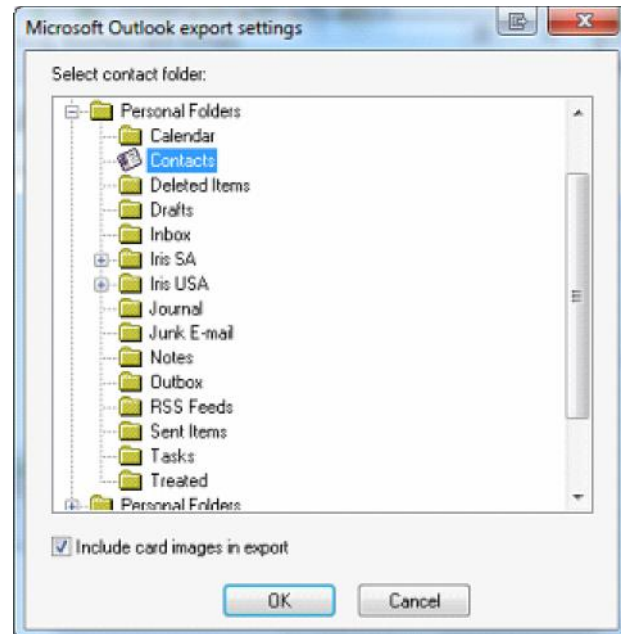 Microsoft Outlook export settings
Select contact folder:
Personal Folders
Calendar
Contacts
Deleted Items
Drafts
Inbox
Iris SA
Iris USA
Journal
Junk E-mail
Notes
Outbox
RSS Feeds
Sent Items
Tasks
Treated
Personal Folders
Include card images in export
OK
Cancel